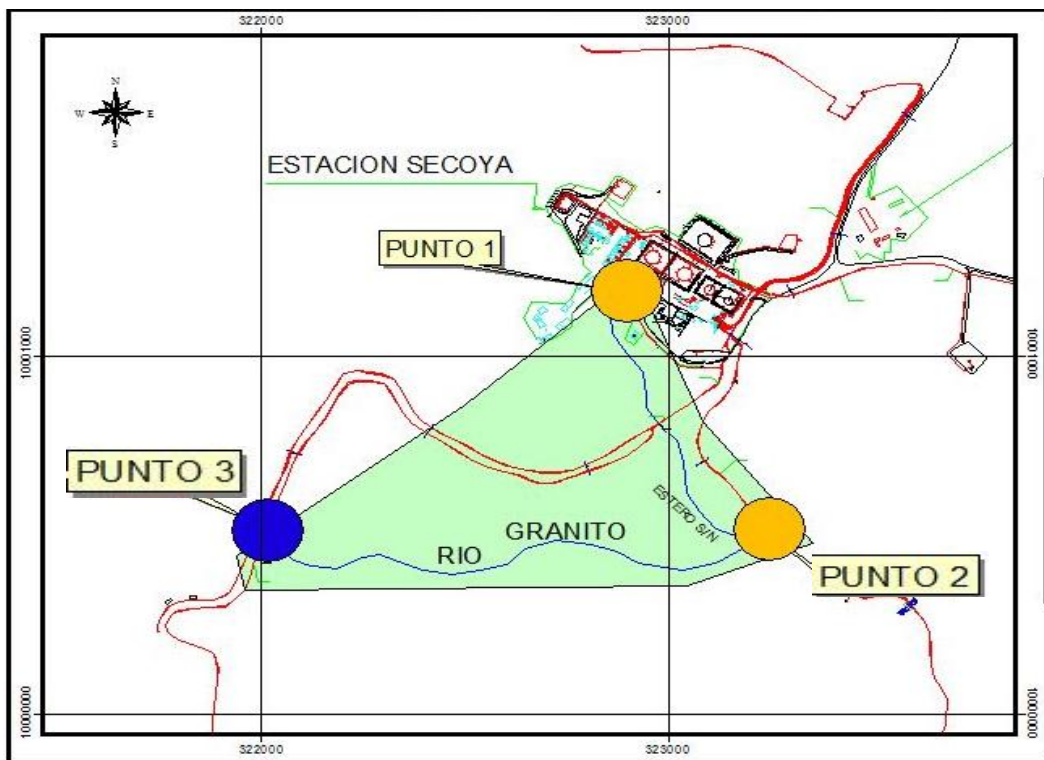 322000
323000
N
W
E
S
ESTACION SECOYA
PUNTO 1
10001000
10001000
PUNTO 3
ESTERO S/N
GRANITO
RIO
PUNTO 2
10000000
10000000
322000
323000